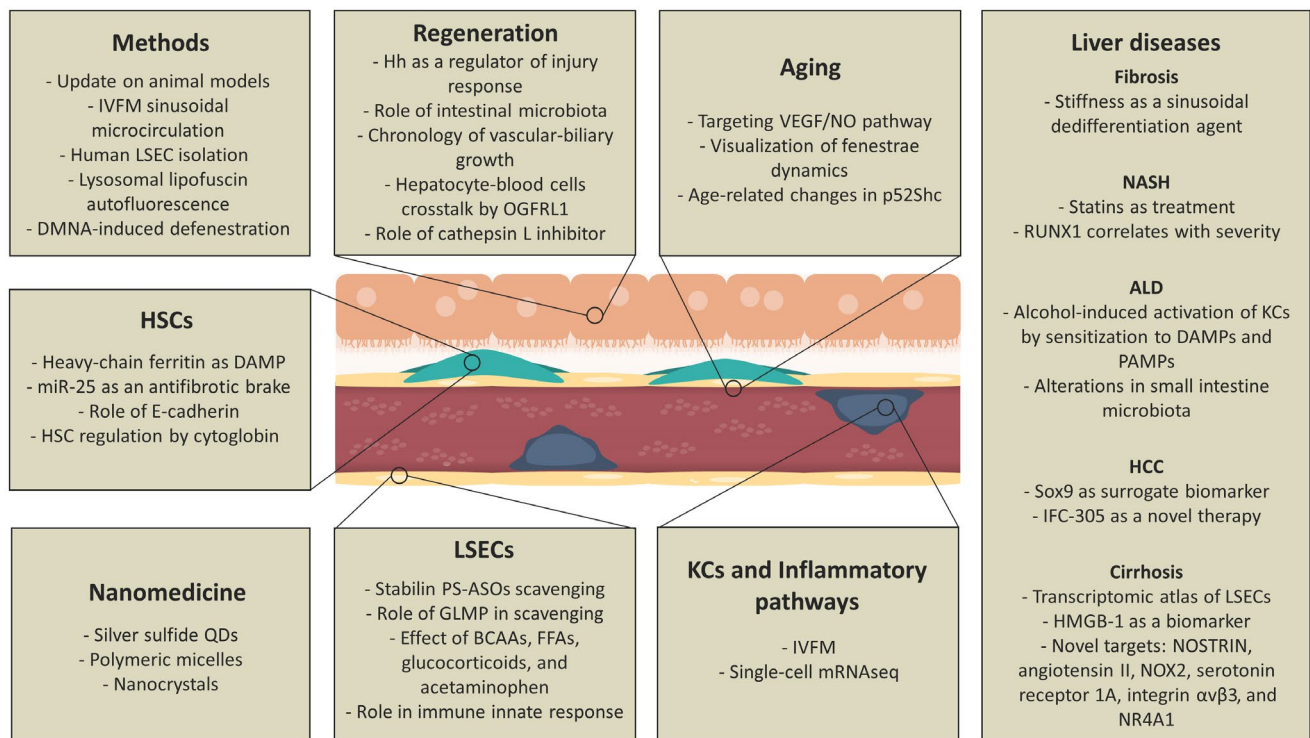 Methods
- Update on animal models
- IVFM sinusoidal
microcirculation
- Human LSEC isolation
- Lysosomal lipofuscin
autofluorescence
- DMNA-induced defenestration
Regeneration
- Hh as a regulator of injury
response
- Role of intestinal microbiota
- Chronology of vascular-biliary
growth
- Hepatocyte-blood cells
crosstalk by OGFRL1
- Role of cathepsin L inhibitor
Aging
- Targeting VEGF/NO pathway
- Visualization of fenestrae
dynamics
- Age-related changes in p52Shc
Liver diseases
Fibrosis
- Stiffness as a sinusoidal
dedifferentiation agent
NASH
- Statins as treatment
- RUNX1 correlates with severity
ALD
- Alcohol-induced activation of KCs
by sensitization to DAMPs and
PAMPs
- Alterations in small intestine
microbiota
HCC
- Sox9 as surrogate biomarker
- IFC-305 as a novel therapy
Cirrhosis
- Transcriptomic atlas of LSECs
- HMGB-1 as a biomarker
- Novel targets: NOSTRIN,
angiotensin II, NOX2, serotonin
receptor 1A, integrin αvβ3, and
NR4A1
HSCs
- Heavy-chain ferritin as DAMP
- miR-25 as an antifibrotic brake
- Role of E-cadherin
- HSC regulation by cytoglobin
Nanomedicine
- Silver sulfide QDs
- Polymeric micelles
- Nanocrystals
LSECs
- Stabilin PS-ASOs scavenging
- Role of GLMP in scavenging
- Effect of BCAAs, FFAs,
glucocorticoids, and
acetaminophen
- Role in immune innate response
KCs and Inflammatory
pathways
- IVFM
- Single-cell mRNAseq